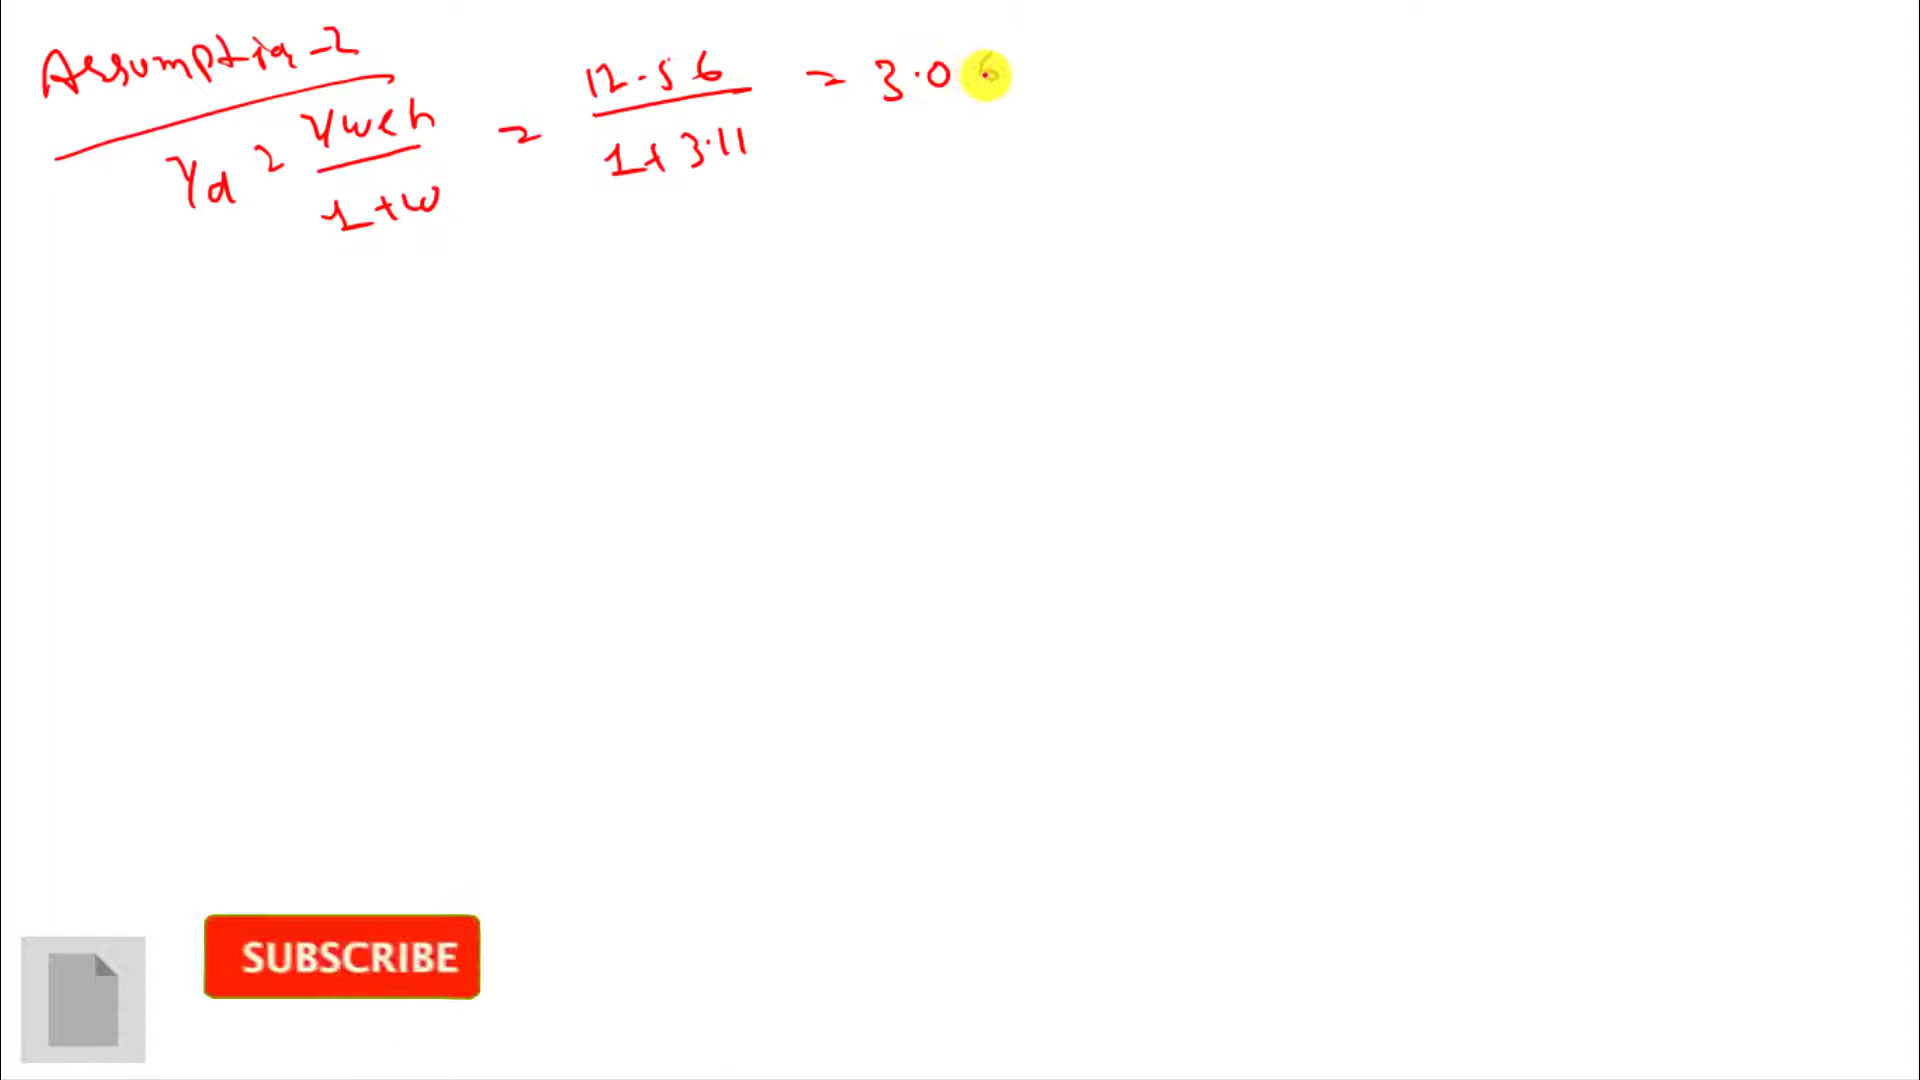 Assumption-2
γd = γwet / 1+w = 12.56 / 1+3.11 = 3.06
SUBSCRIBE